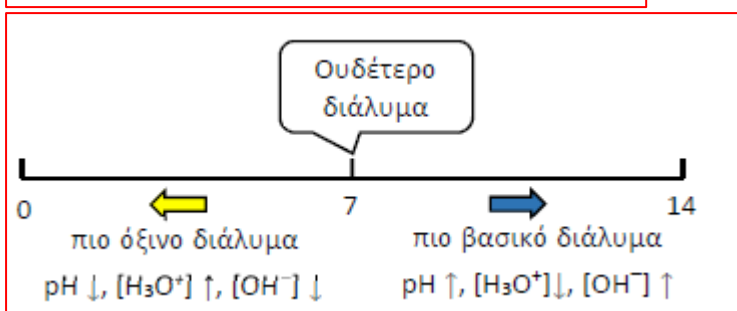 Ουδέτερο
διάλυμα
0 7 14
πιο όξινο διάλυμα πιο βασικό διάλυμα
pH ↓, [H₃O⁺] ↑, [OH⁻] ↓ pH ↑, [H₃O⁺]↓, [OH⁻] ↑